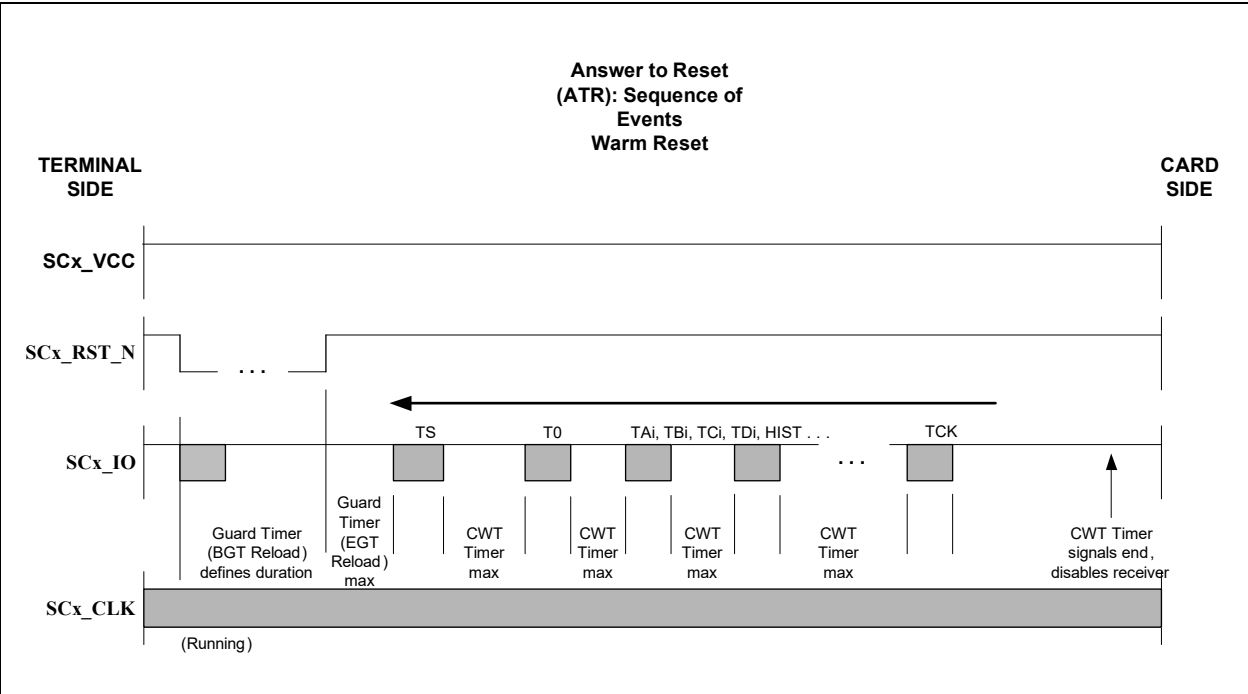 Answer to Reset
(ATR): Sequence of
Events
Warm Reset
TERMINAL
SIDE
CARD
SIDE
SCx_VCC
SCx_RST_N
. . .
TS
T0
TAi, TBi, TCi, TDi, HIST . . .
TCK
SCx_IO
. . .
Guard Timer
(BGT Reload)
defines duration
Guard
Timer
(EGT
Reload)
max
CWT
Timer
max
CWT
Timer
max
CWT
Timer
max
CWT
Timer
max
CWT Timer
signals end,
disables receiver
SCx_CLK
(Running)